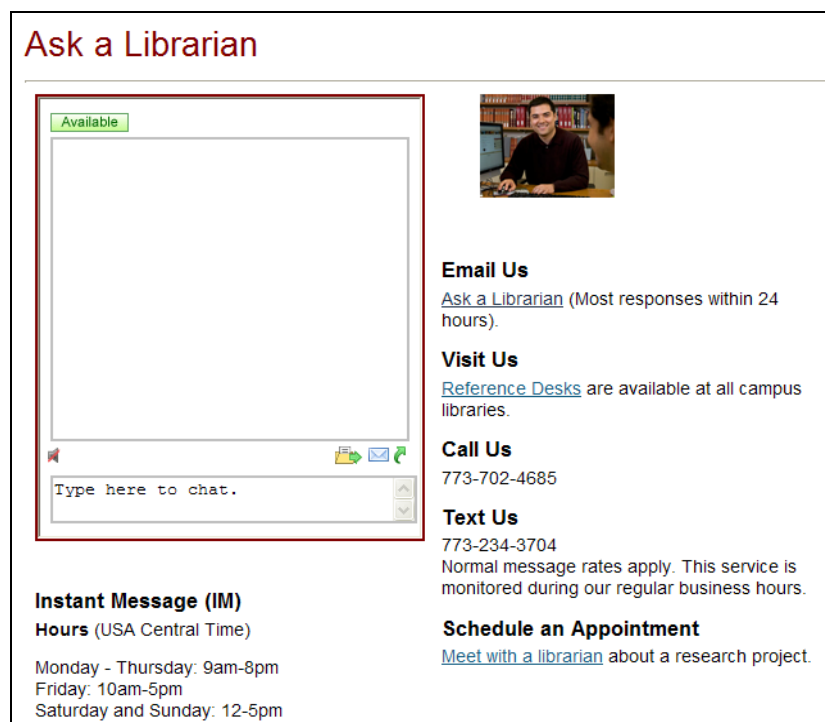 Ask a Librarian
Available
Type here to chat.
Instant Message (IM)
Hours (USA Central Time)
Monday - Thursday: 9am-8pm
Friday: 10am-5pm
Saturday and Sunday: 12-5pm
Email Us
Ask a Librarian (Most responses within 24
hours).
Visit Us
Reference Desks are available at all campus
libraries.
Call Us
773-702-4685
Text Us
773-234-3704
Normal message rates apply. This service is
monitored during our regular business hours.
Schedule an Appointment
Meet with a librarian about a research project.